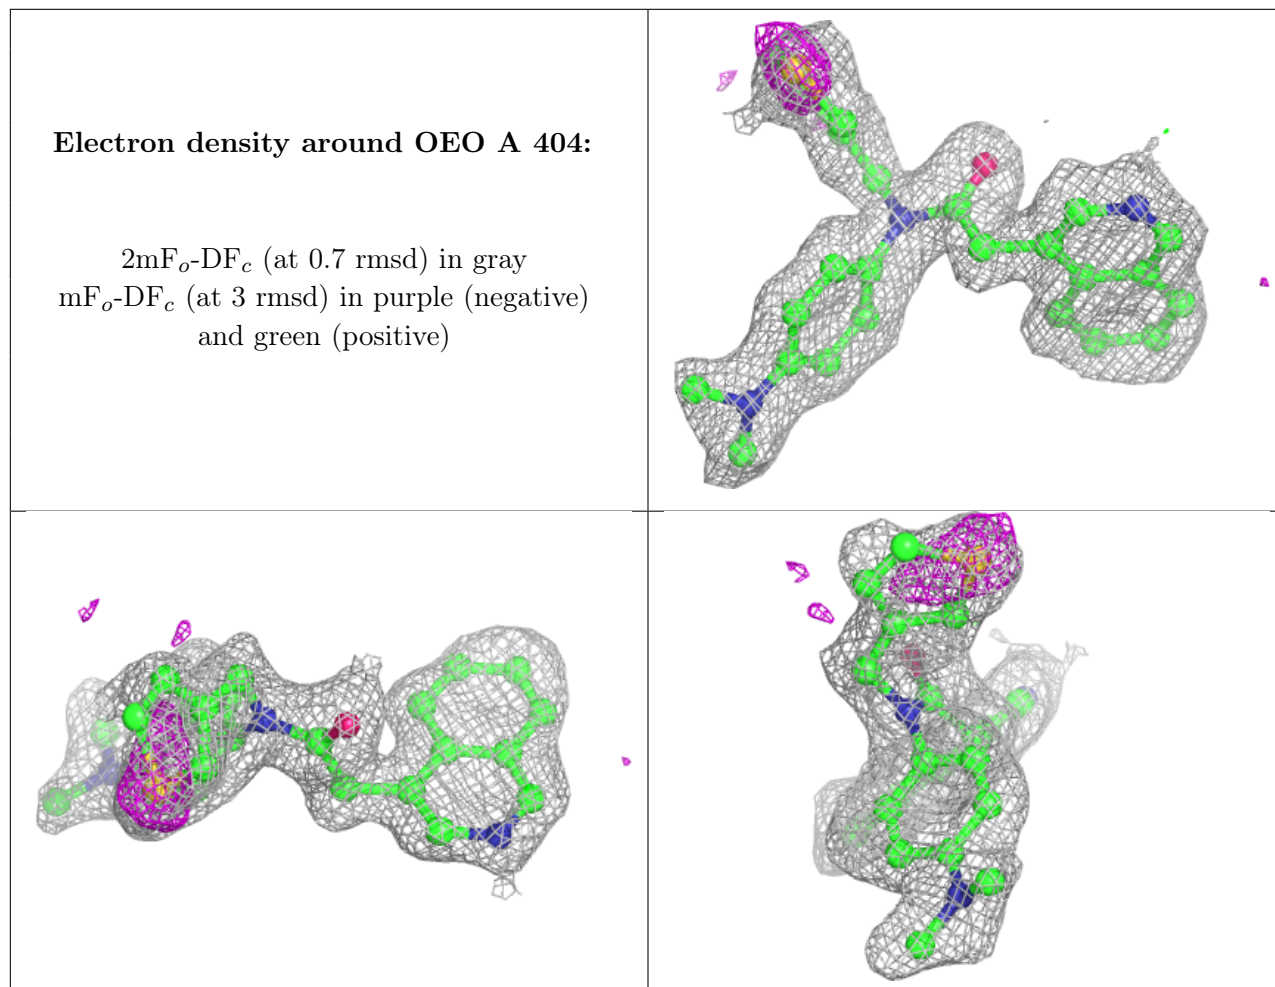 Electron density around OEO A 404:
2mFo-DFc (at 0.7 rmsd) in gray
mFo-DFc (at 3 rmsd) in purple (negative)
and green (positive)